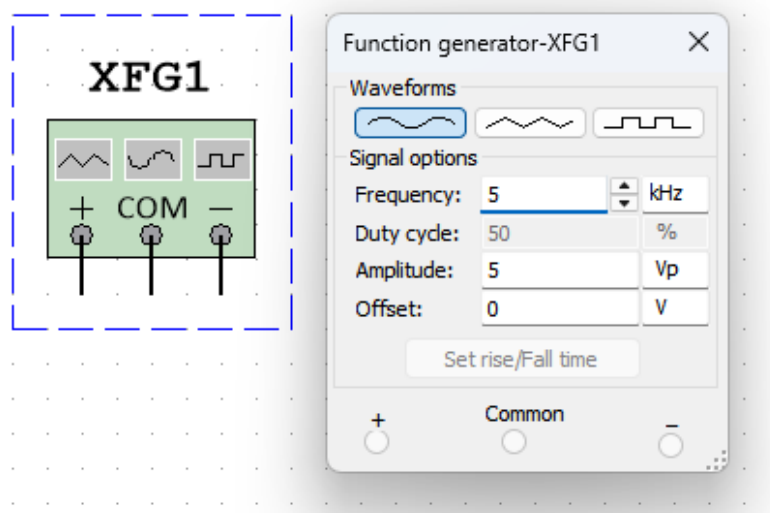 XFG1
+ COM −
Function generator-XFG1
Waveforms
Signal options
Frequency: 5 kHz
Duty cycle: 50 %
Amplitude: 5 Vp
Offset: 0 V
Set rise/Fall time
+ Common −